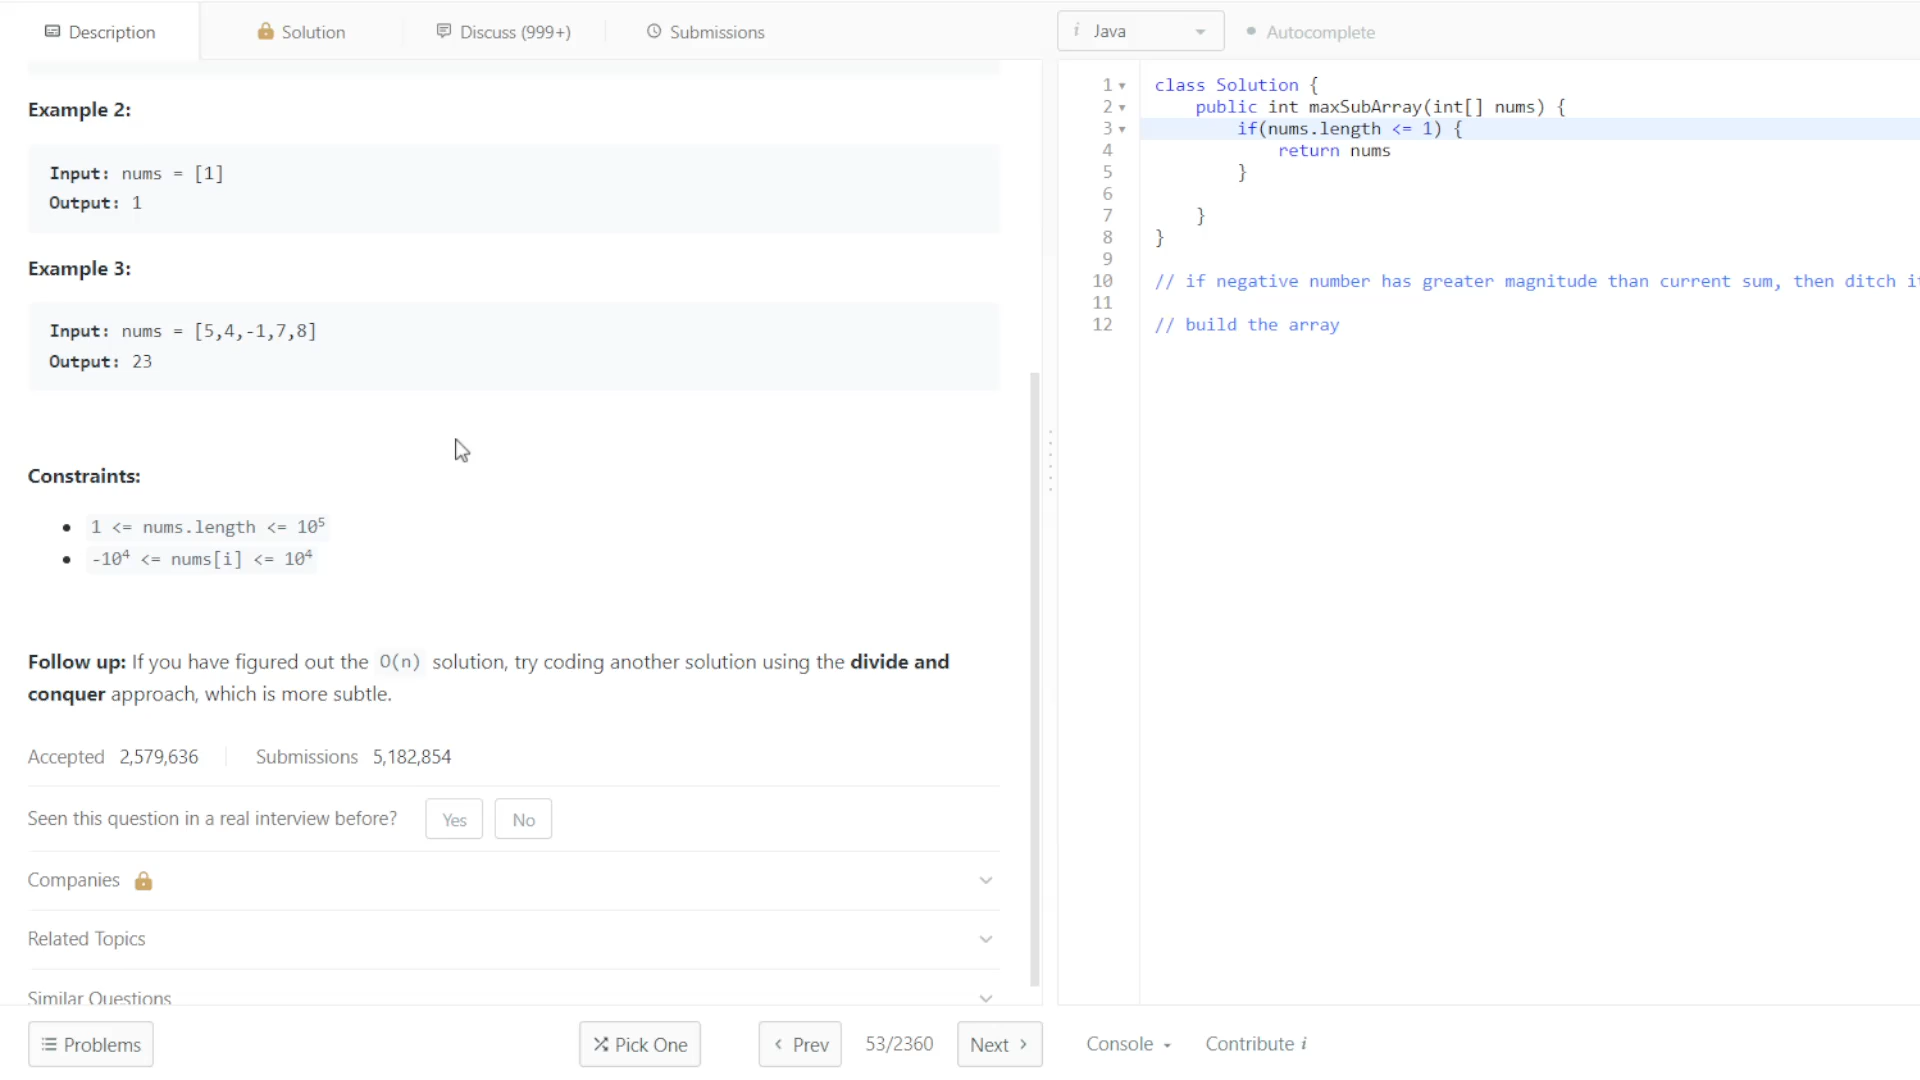 Description
Solution
Discuss (999+)
Submissions
Example 2:
Input: nums = [1]
Output: 1
Example 3:
Input: nums = [5,4,-1,7,8]
Output: 23
Constraints:
1 <= nums.length <= 10⁵
-10⁴ <= nums[i] <= 10⁴
Follow up: If you have figured out the O(n) solution, try coding another solution using the divide and
conquer approach, which is more subtle.
Accepted 2,579,636 Submissions 5,182,854
Seen this question in a real interview before? Yes No
Companies
Related Topics
Similar Questions
Problems
Pick One
Prev
53/2360
Next
i Java
Autocomplete
1 class Solution {
2 public int maxSubArray(int[] nums) {
3 if(nums.length <= 1) {
4 return nums
5 }
6
7 }
8 }
9
10 // if negative number has greater magnitude than current sum, then ditch it
11
12 // build the array
Console
Contribute i